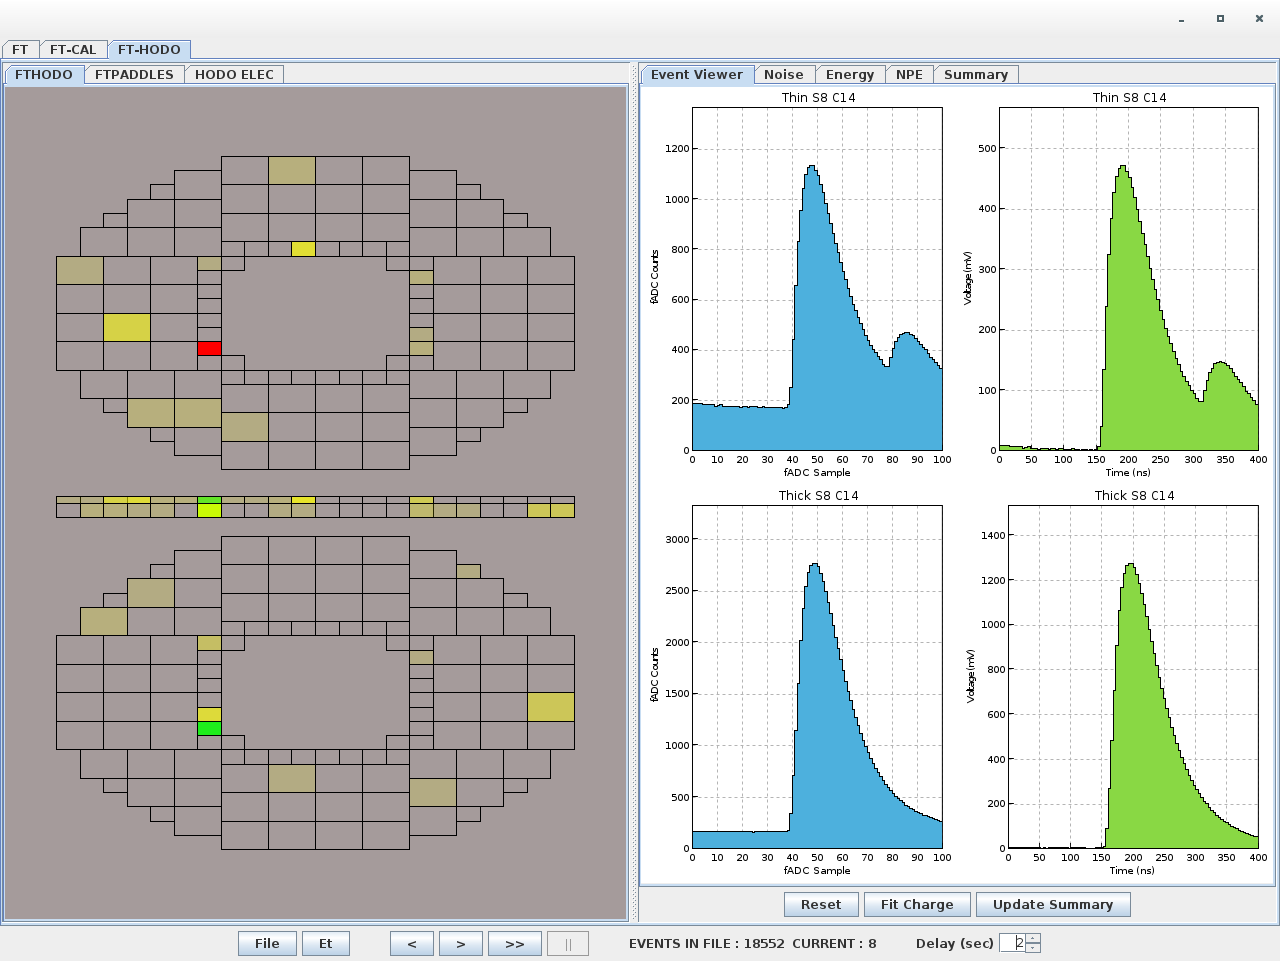 FT FT-CAL FT-HODO
FTHODO FTPADDLES HODO ELEC
Event Viewer Noise Energy NPE Summary
Thin S8 C14
fADC Counts
1200
1000
800
600
400
200
0
0 10 20 30 40 50 60 70 80 90 100
fADC Sample
Thin S8 C14
Voltage (mV)
500
400
300
200
100
0
0 50 100 150 200 250 300 350 400
Time (ns)
Thick S8 C14
fADC Counts
3000
2500
2000
1500
1000
500
0
0 10 20 30 40 50 60 70 80 90 100
fADC Sample
Thick S8 C14
Voltage (mV)
1400
1200
1000
800
600
400
200
0
0 50 100 150 200 250 300 350 400
Time (ns)
Reset Fit Charge Update Summary
File Et < > >> || EVENTS IN FILE : 18552 CURRENT : 8 Delay (sec) 2